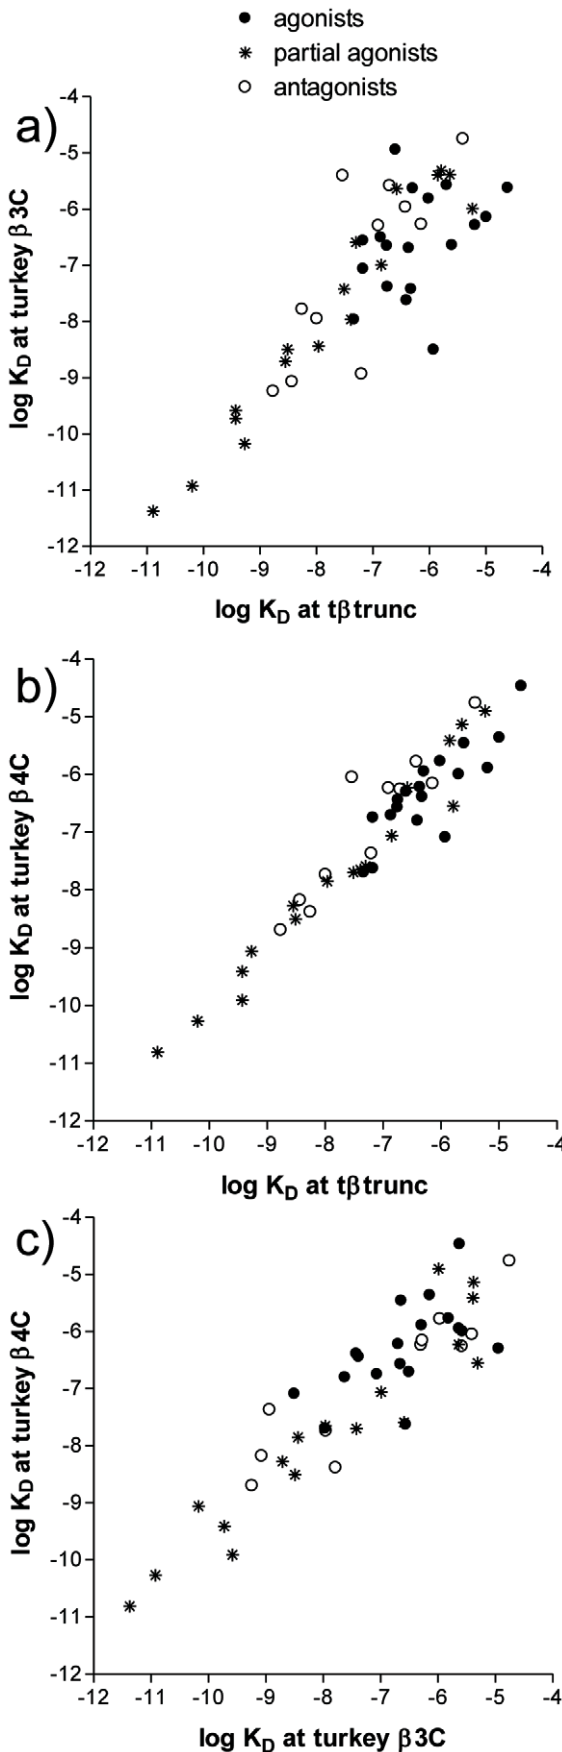 agonists
partial agonists
antagonists
a)
-4
-5
-6
-7
-8
-9
-10
-11
-12
log K_D at turkey β3C
-12 -11 -10 -9 -8 -7 -6 -5 -4
log K_D at tβtrunc
b)
-4
-5
-6
-7
-8
-9
-10
-11
-12
log K_D at turkey β4C
-12 -11 -10 -9 -8 -7 -6 -5 -4
log K_D at tβtrunc
c)
-4
-5
-6
-7
-8
-9
-10
-11
-12
log K_D at turkey β4C
-12 -11 -10 -9 -8 -7 -6 -5 -4
log K_D at turkey β3C